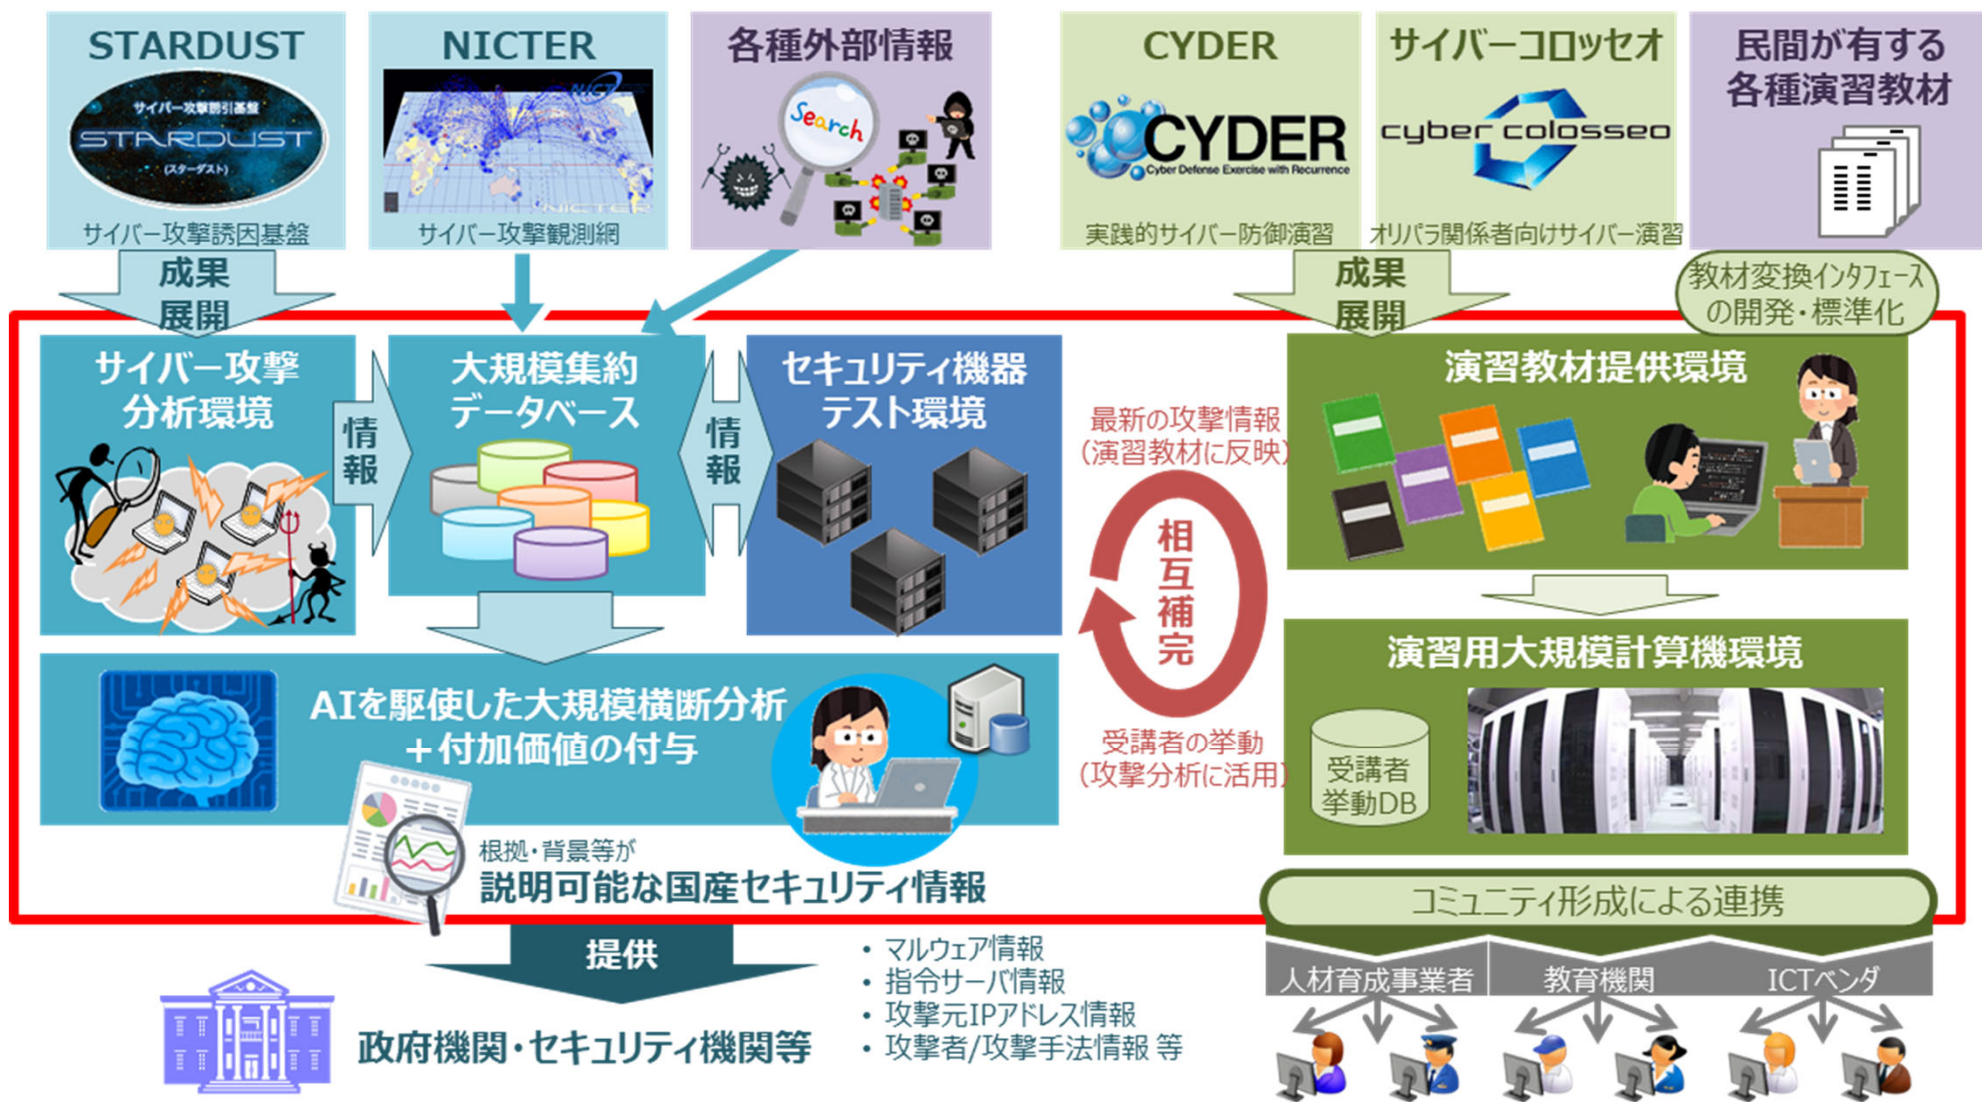 STARDUST
サイバー攻撃誘引基盤
STARDUST
(スターダスト)
サイバー攻撃誘因基盤
NICTER
NICT
NICTER
サイバー攻撃観測網
各種外部情報
Search
CYDER
CYDER
Cyber Defense Exercise with Recurrence
実践的サイバー防御演習
サイバーコロッセオ
cyber colosseo
オリパラ関係者向けサイバー演習
民間が有する
各種演習教材
成果
展開
成果
展開
教材変換インタフェース
の開発・標準化
サイバー攻撃
分析環境
情
報
大規模集約
データベース
情
報
セキュリティ機器
テスト環境
最新の攻撃情報
(演習教材に反映)
相
互
補
完
受講者の挙動
(攻撃分析に活用)
演習教材提供環境
演習用大規模計算機環境
受講者
挙動DB
AIを駆使した大規模横断分析
+付加価値の付与
根拠・背景等が
説明可能な国産セキュリティ情報
提供
政府機関・セキュリティ機関等
・マルウェア情報
・指令サーバ情報
・攻撃元IPアドレス情報
・攻撃者/攻撃手法情報 等
コミュニティ形成による連携
人材育成事業者
教育機関
ICTベンダ